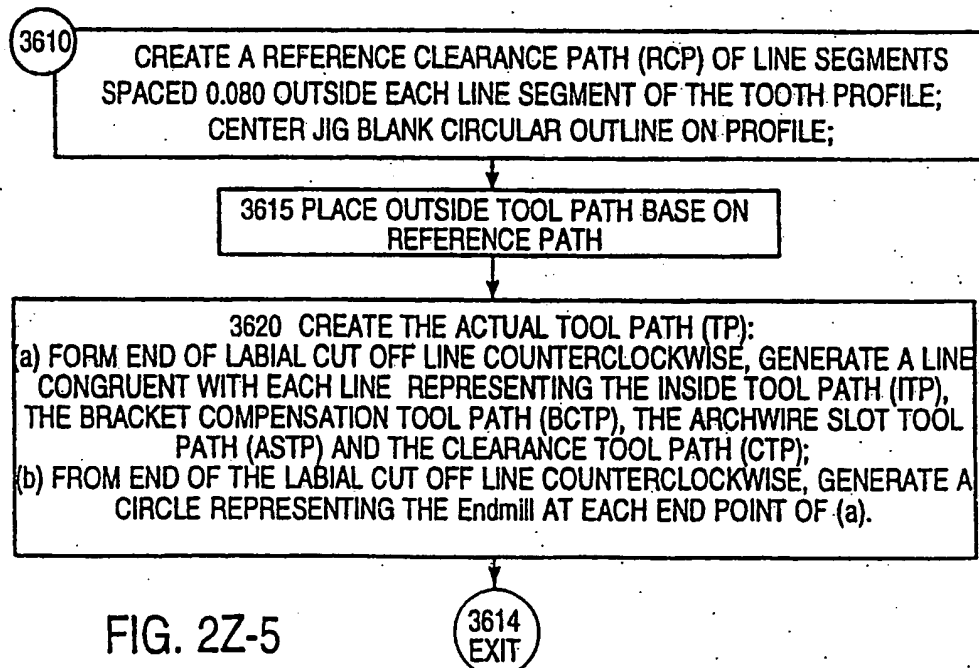 3610
CREATE A REFERENCE CLEARANCE PATH (RCP) OF LINE SEGMENTS
SPACED 0.080 OUTSIDE EACH LINE SEGMENT OF THE TOOTH PROFILE;
CENTER JIG BLANK CIRCULAR OUTLINE ON PROFILE;
3615 PLACE OUTSIDE TOOL PATH BASE ON
REFERENCE PATH
3620 CREATE THE ACTUAL TOOL PATH (TP):
(a) FORM END OF LABIAL CUT OFF LINE COUNTERCLOCKWISE, GENERATE A LINE
CONGRUENT WITH EACH LINE REPRESENTING THE INSIDE TOOL PATH (ITP),
THE BRACKET COMPENSATION TOOL PATH (BCTP), THE ARCHWIRE SLOT TOOL
PATH (ASTP) AND THE CLEARANCE TOOL PATH (CTP);
(b) FROM END OF THE LABIAL CUT OFF LINE COUNTERCLOCKWISE, GENERATE A
CIRCLE REPRESENTING THE Endmill AT EACH END POINT OF (a).
3614
EXIT
FIG. 2Z-5